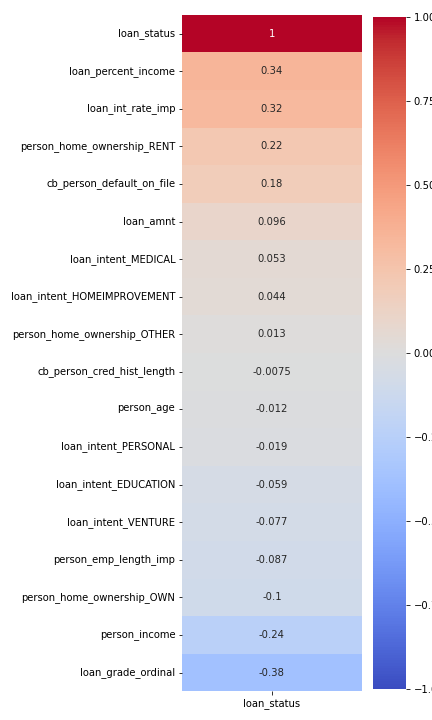 loan_status 1
loan_percent_income 0.34
loan_int_rate_imp 0.32
person_home_ownership_RENT 0.22
cb_person_default_on_file 0.18
loan_amnt 0.096
loan_intent_MEDICAL 0.053
loan_intent_HOMEIMPROVEMENT 0.044
person_home_ownership_OTHER 0.013
cb_person_cred_hist_length -0.0075
person_age -0.012
loan_intent_PERSONAL -0.019
loan_intent_EDUCATION -0.059
loan_intent_VENTURE -0.077
person_emp_length_imp -0.087
person_home_ownership_OWN -0.1
person_income -0.24
loan_grade_ordinal -0.38
loan_status
1.00
0.75
0.50
0.25
0.00